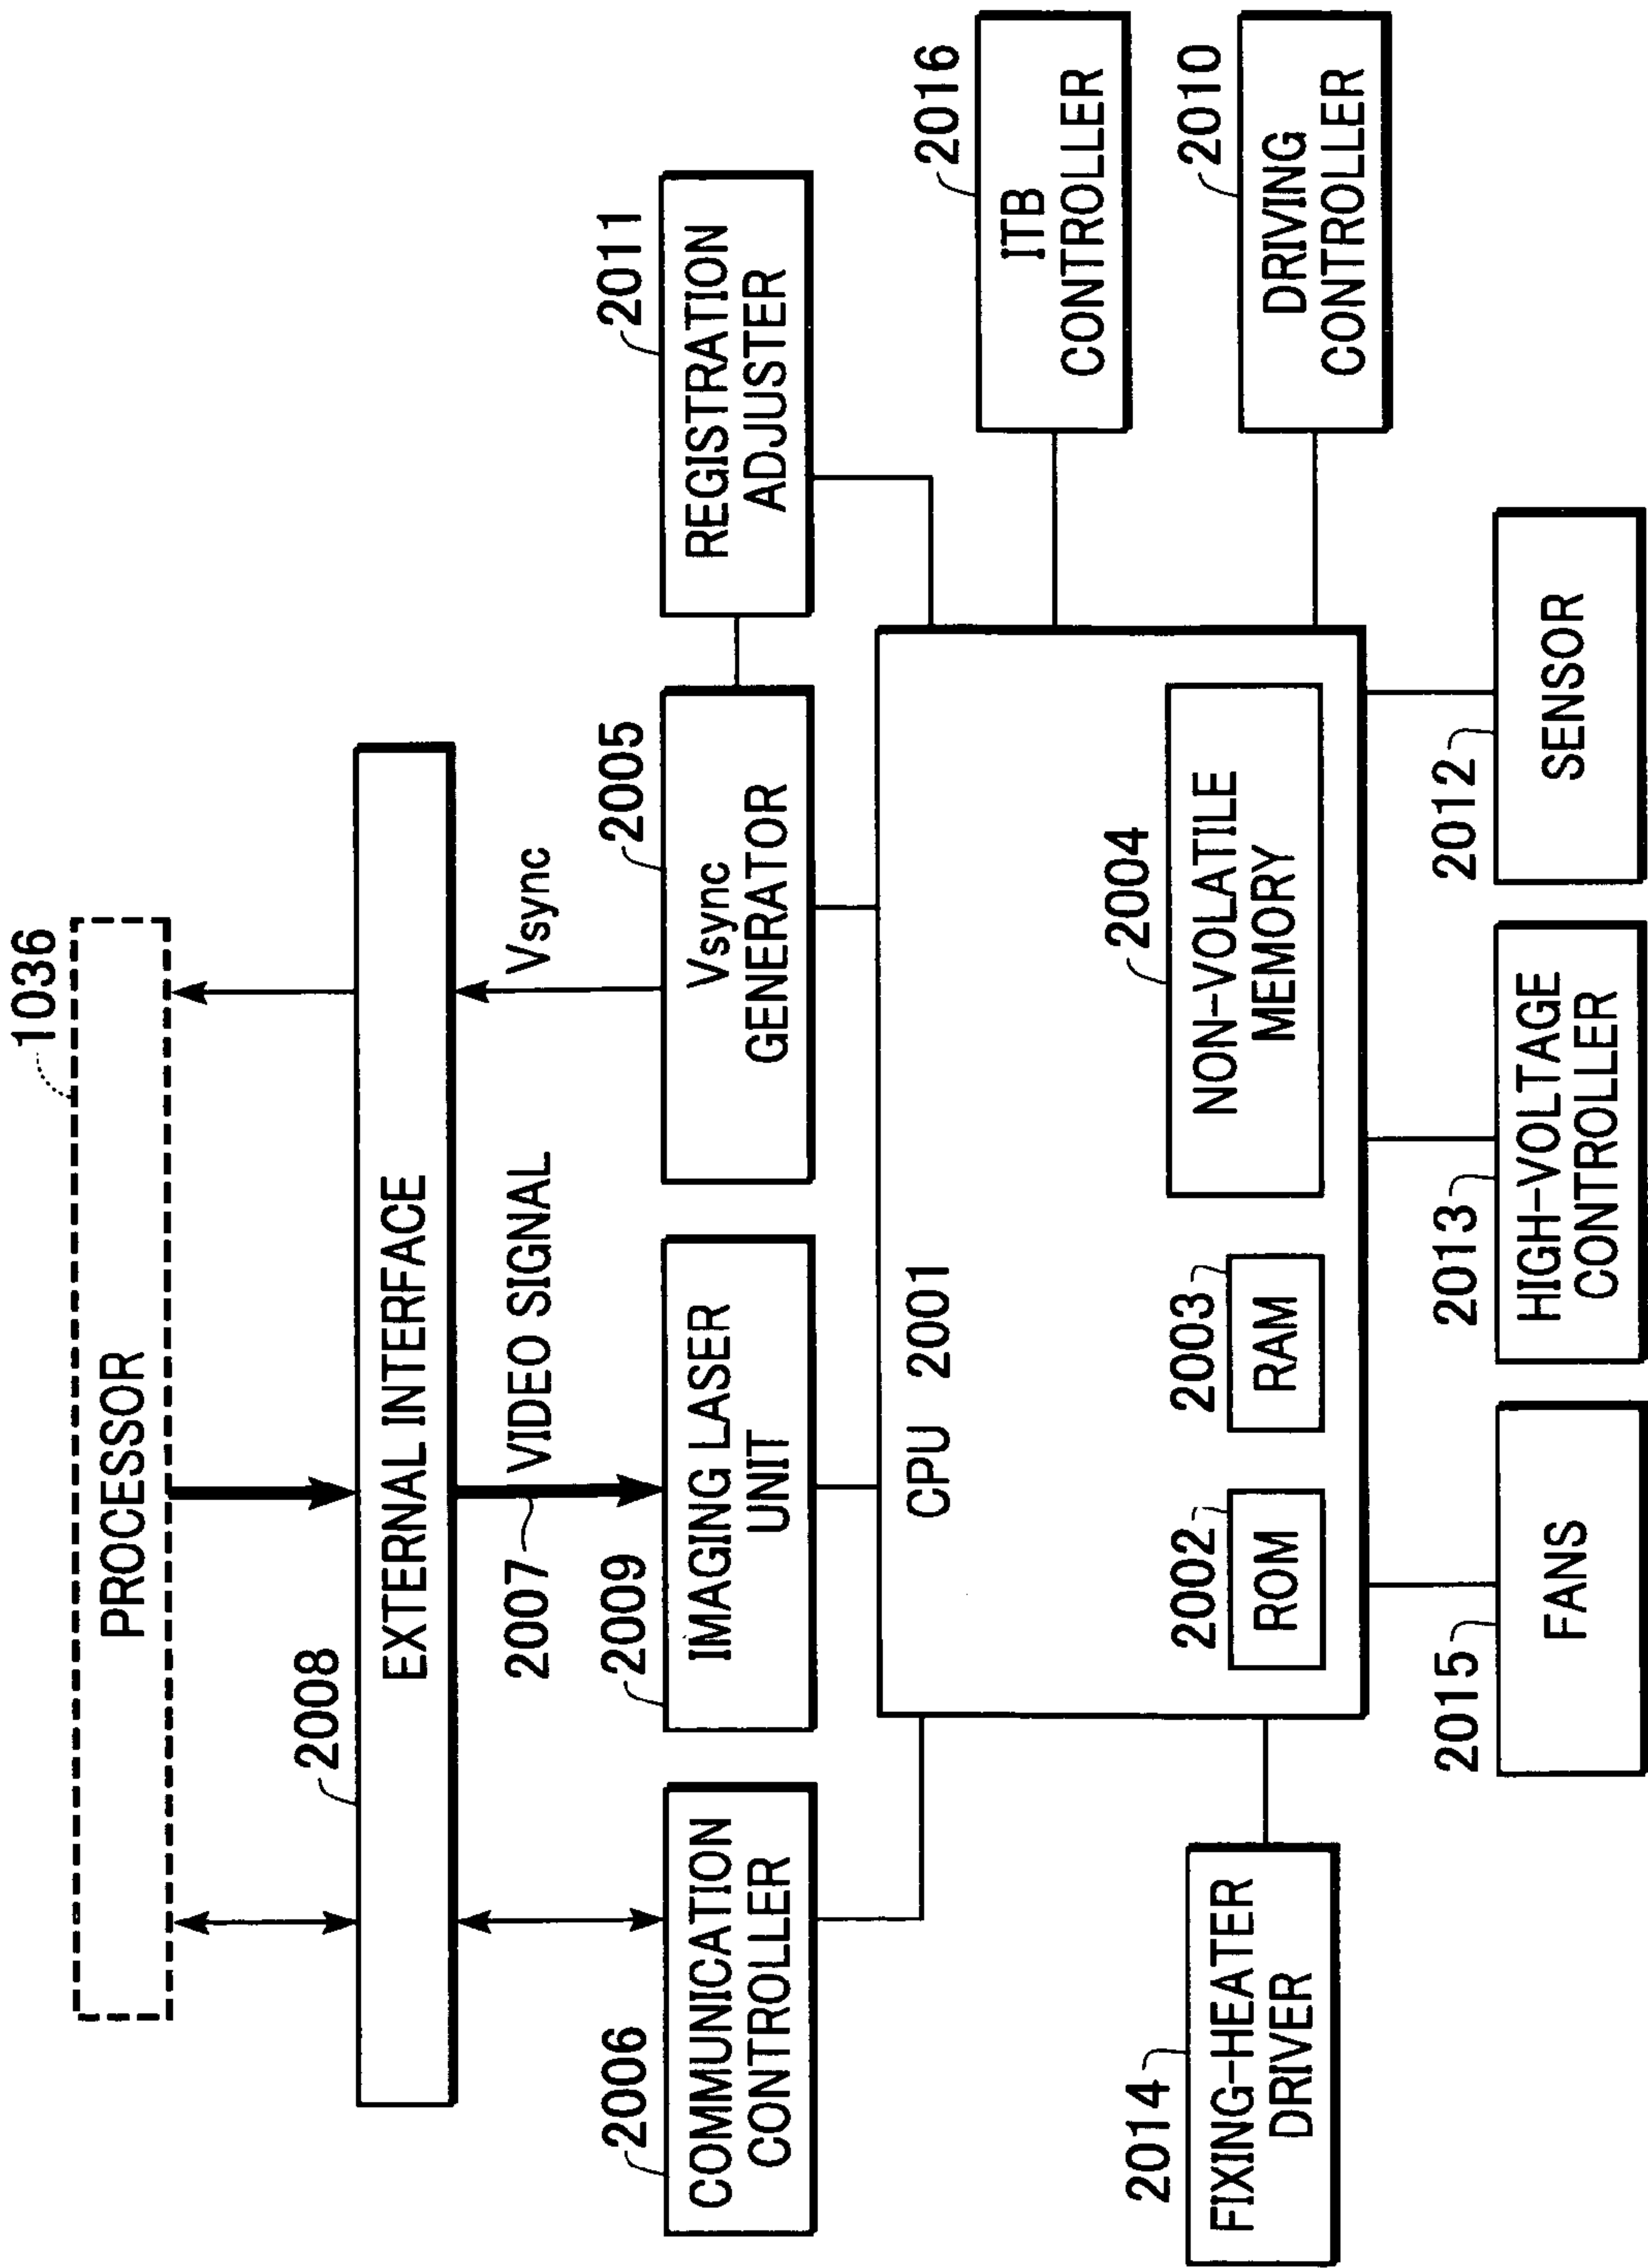 1036
PROCESSOR
2008
EXTERNAL INTERFACE
2007
VIDEO SIGNAL
Vsync
2006
COMMUNICATION
CONTROLLER
2009
IMAGING LASER
UNIT
2005
Vsync
GENERATOR
2011
REGISTRATION
ADJUSTER
CPU 2001
2002
ROM
2003
RAM
2004
NON-VOLATILE
MEMORY
2016
ITB
CONTROLLER
2010
DRIVING
CONTROLLER
2014
FIXING-HEATER
DRIVER
2015
FANS
2013
HIGH-VOLTAGE
CONTROLLER
2012
SENSOR